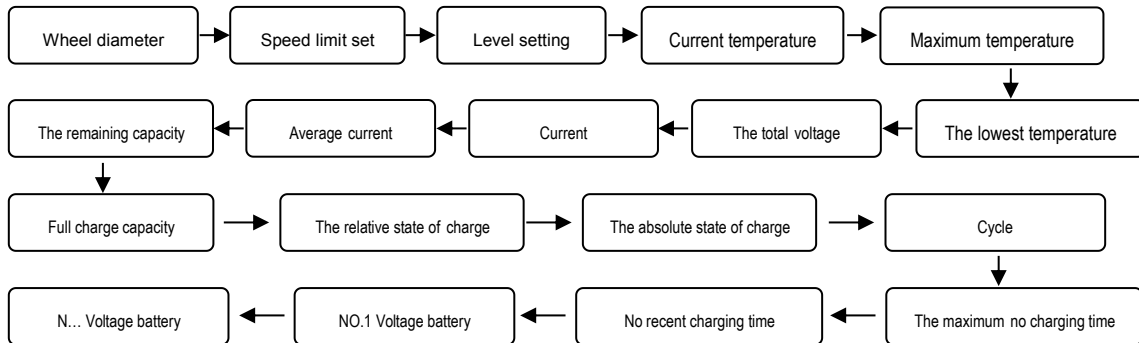 Wheel diameter
Speed limit set
Level setting
Current temperature
Maximum temperature
The lowest temperature
The total voltage
Current
Average current
The remaining capacity
Full charge capacity
The relative state of charge
The absolute state of charge
Cycle
The maximum no charging time
No recent charging time
NO.1 Voltage battery
N... Voltage battery